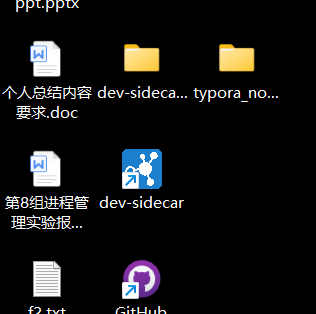 ppt.pptx
个人总结内容 dev-sideca... typora_no...
要求.doc
第8组进程管 dev-sidecar
理实验报...
f2.txt GitHub